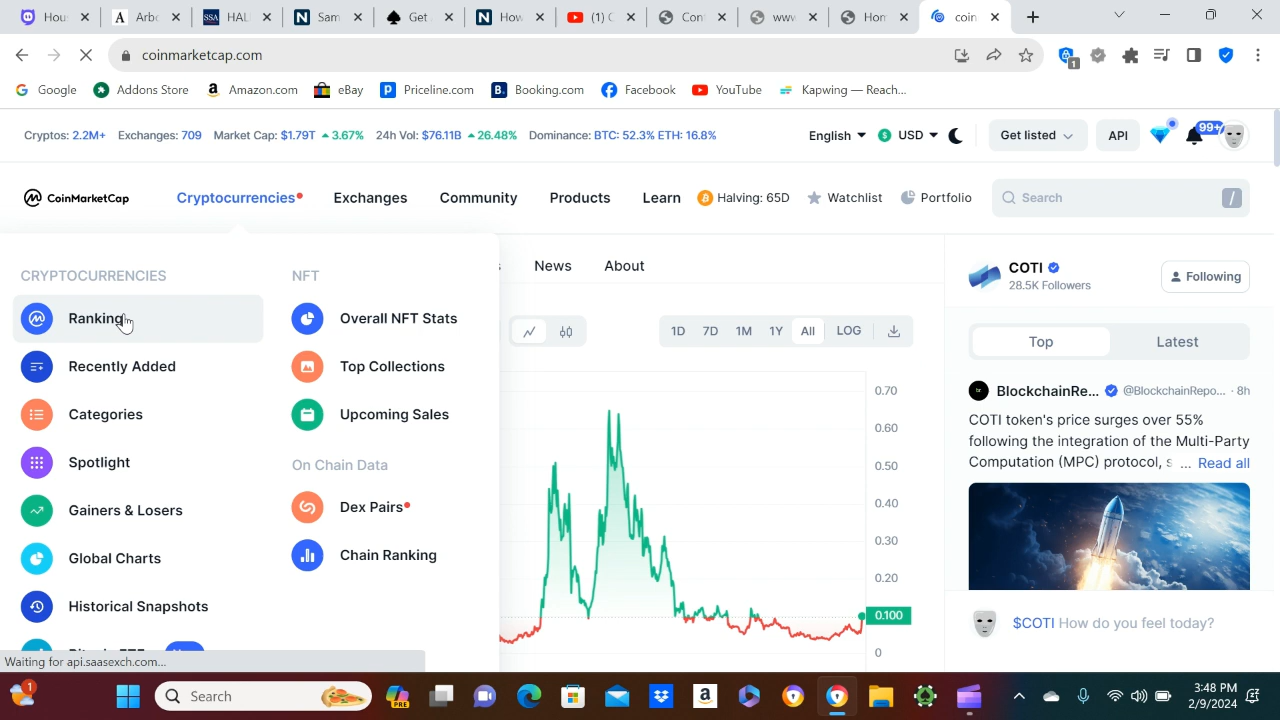 Hous
Arbc
SSA HAL
Sam
Get
How
(1) C
Con
www
Hom
coin
coinmarketcap.com
1
Google Addons Store Amazon.com eBay Priceline.com Booking.com Facebook YouTube Kapwing — Reach...
Cryptos: 2.2M+ Exchanges: 709 Market Cap: $1.79T 3.67% 24h Vol: $76.11B 26.48% Dominance: BTC: 52.3% ETH: 16.8% English USD Get listed API 99+
CoinMarketCap Cryptocurrencies Exchanges Community Products Learn Halving: 65D Watchlist Portfolio Search /
News About
CRYPTOCURRENCIES
Ranking
Recently Added
Categories
Spotlight
Gainers & Losers
Global Charts
Historical Snapshots
NFT
Overall NFT Stats
Top Collections
Upcoming Sales
On Chain Data
Dex Pairs
Chain Ranking
1D 7D 1M 1Y All LOG
0.70
0.60
0.50
0.40
0.30
0.20
0.100
0
COTI
28.5K Followers
Following
Top Latest
BlockchainRe... @BlockchainRepo... · 8h
COTI token's price surges over 55%
following the integration of the Multi-Party
Computation (MPC) protocol, s ... Read all
$COTI How do you feel today?
Waiting for api.saasexch.com...
1
Search
PRE
3:48 PM
2/9/2024